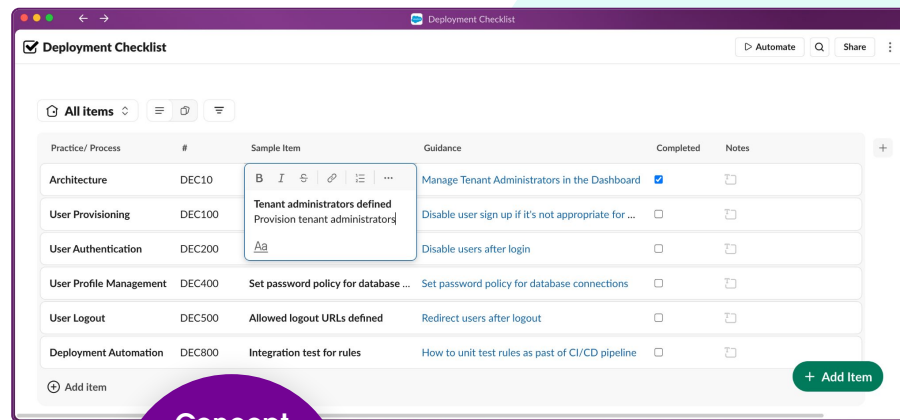 Deployment Checklist
Deployment Checklist
Automate
Share
All items
Practice/ Process # Sample Item Guidance Completed Notes
Architecture DEC10 Manage Tenant Administrators in the Dashboard
B I S
Tenant administrators defined
Provision tenant administrators
Aa
User Provisioning DEC100 Disable user sign up if it's not appropriate for ...
User Authentication DEC200 Disable users after login
User Profile Management DEC400 Set password policy for database ... Set password policy for database connections
User Logout DEC500 Allowed logout URLs defined Redirect users after logout
Deployment Automation DEC800 Integration test for rules How to unit test rules as past of CI/CD pipeline
Add item
+ Add Item